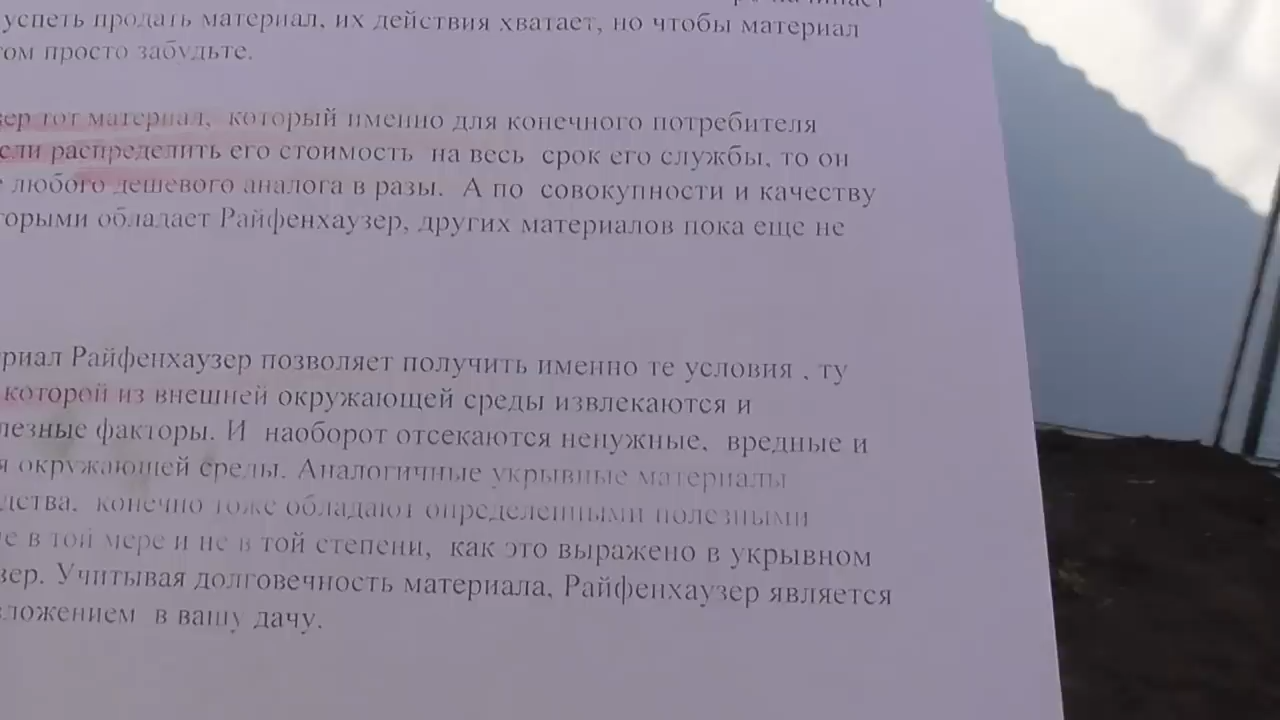 успеть продать материал, их действия хватает, но чтобы материал
том просто забудьте.
зер тот материал, который именно для конечного потребителя
если распределить его стоимость на весь срок его службы, то он
е любого дешевого аналога в разы. А по совокупности и качеству
торыми обладает Райфенхаузер, других материалов пока еще не
риал Райфенхаузер позволяет получить именно те условия , ту
которой из внешней окружающей среды извлекаются и
лезные факторы. И наоборот отсекаются ненужные, вредные и
я окружающей среды. Аналогичные укрывные материалы
дства, конечно тоже обладают определенными полезными
е в той мере и не в той степени, как это выражено в укрывном
зер. Учитывая долговечность материала, Райфенхаузер является
вложением в вашу дачу.